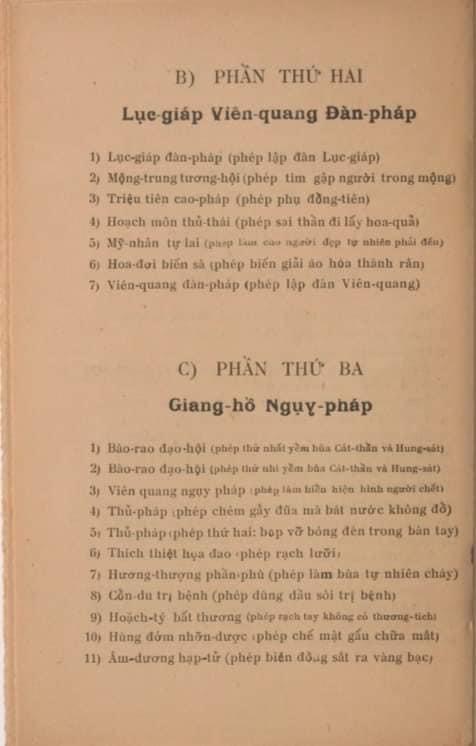 B) PHẦN THỨ HAI
Lục-giáp Viên-quang Đàn-pháp
1) Lục-giáp đàn-pháp (phép lập đàn Lục-giáp)
2) Mộng-trung tương-hội (phép tìm gặp người trong mộng)
3) Triệu tiên cao-pháp (phép phụ đồng-tiên)
4) Hoạch môn thủ-thái (phép sai thần đi lấy hoa-quả)
5) Mỹ-nhân tự lai (phép làm cho người đẹp tự nhiên phải đến)
6) Hoa-đơi biến sà (phép biến giải áo hóa thành rắn)
7) Viên-quang đàn-pháp (phép lập đàn Viên-quang)
C) PHẦN THỨ BA
Giang-hồ Ngụy-pháp
1) Bào-rao đạo-hội (phép thứ nhất yểm bùa Cát-thần và Hung-sát)
2) Bào-rao đạo-hội (phép thứ nhì yểm bùa Cát-thần và Hung-sát)
3) Viên quang ngụy pháp (phép làm hiển hiện hình người chết)
4) Thủ-pháp (phép chém gẫy đũa mà bát nước không đổ)
5) Thủ-pháp (phép thứ hai: bóp vỡ bóng đèn trong bàn tay)
6) Thích thiệt họa đao (phép rạch lưỡi)
7) Hương-thượng phần-phù (phép làm bùa tự nhiên cháy)
8) Cồn-du trị bệnh (phép dùng dầu sôi trị bệnh)
9) Hoạch-tý bất thương (phép rạch tay không có thương-tích)
10) Hùng đởm nhỡn-dược (phép chế mật gấu chữa mắt)
11) Âm-dương hạp-tử (phép biến đồng sắt ra vàng bạc)